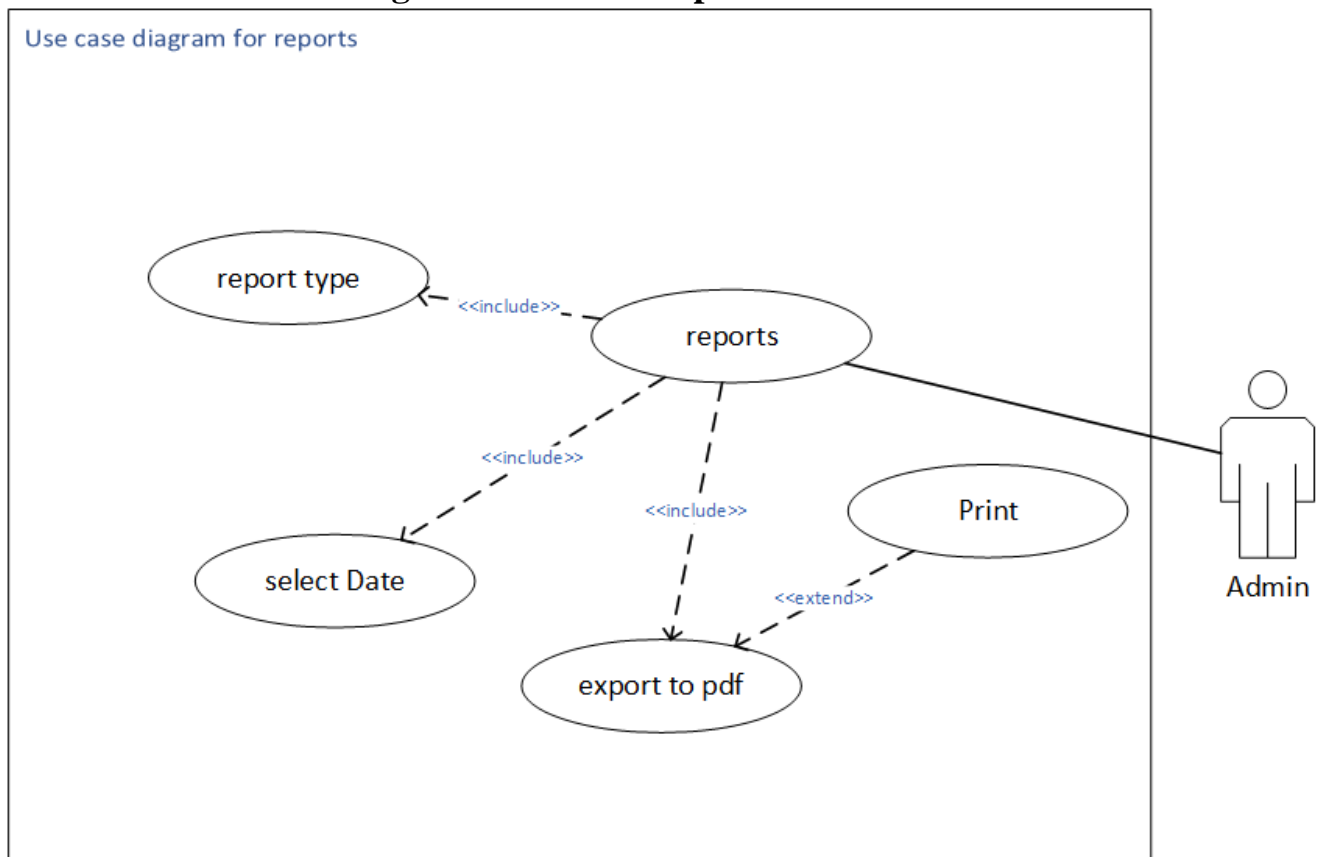 Use case diagram for reports
report type
<<include>>
reports
<<include>>
<<include>>
Print
select Date
<<extend>>
Admin
export to pdf